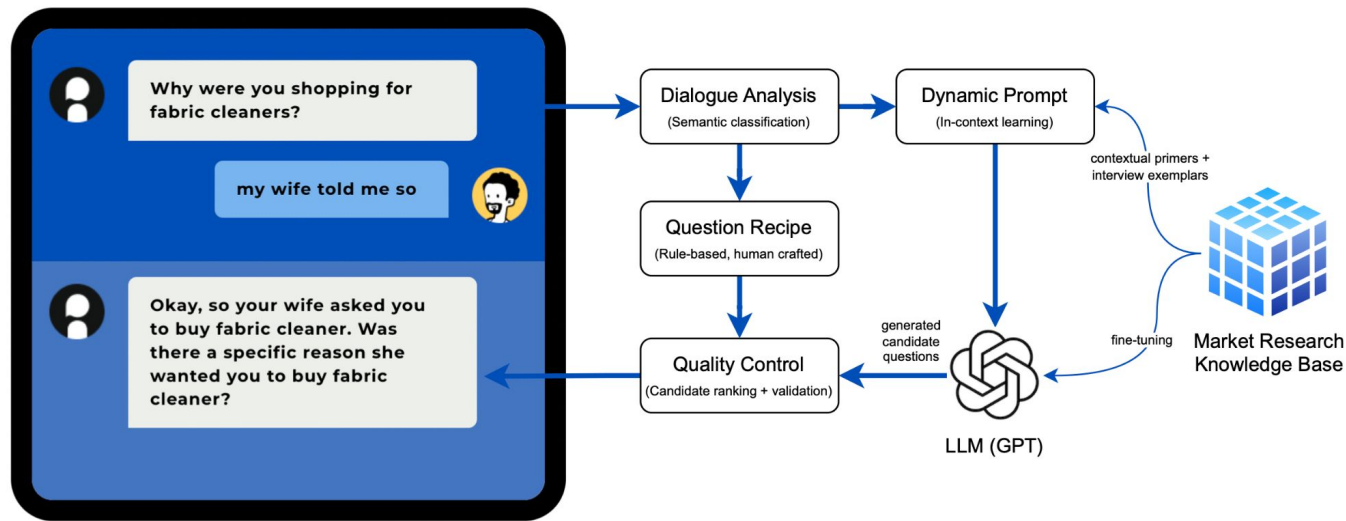 Why were you shopping for
fabric cleaners?
my wife told me so
Okay, so your wife asked you
to buy fabric cleaner. Was
there a specific reason she
wanted you to buy fabric
cleaner?
Dialogue Analysis
(Semantic classification)
Dynamic Prompt
(In-context learning)
contextual primers +
interview exemplars
Question Recipe
(Rule-based, human crafted)
generated
candidate
questions
fine-tuning
Market Research
Knowledge Base
Quality Control
(Candidate ranking + validation)
LLM (GPT)